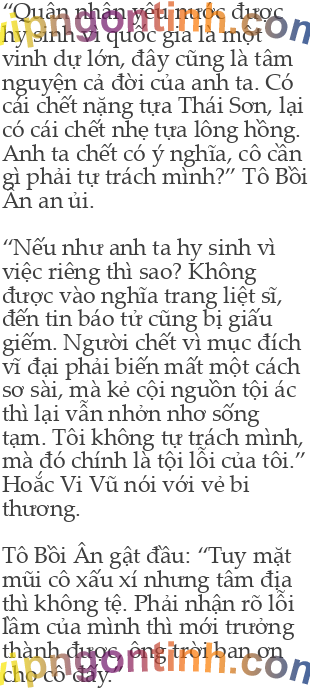 “Quân nhân yêu nước được
hy sinh vì quốc gia là một
vinh dự lớn, đây cũng là tâm
nguyện cả đời của anh ta. Có
cái chết nặng tựa Thái Sơn, lại
có cái chết nhẹ tựa lông hồng.
Anh ta chết có ý nghĩa, cô cần
gì phải tự trách mình?” Tô Bồi
Ân an ủi.
“Nếu như anh ta hy sinh vì
việc riêng thì sao? Không
được vào nghĩa trang liệt sĩ,
đến tin báo tử cũng bị giấu
giếm. Người chết vì mục đích
vĩ đại phải biến mất một cách
sơ sài, mà kẻ cội nguồn tội ác
thì lại vẫn nhởn nhơ sống
tạm. Tôi không tự trách mình,
mà đó chính là tội lỗi của tôi.”
Hoắc Vi Vũ nói với vẻ bi
thương.
Tô Bồi Ân gật đầu: “Tuy mặt
mũi cô xấu xí nhưng tâm địa
thì không tệ. Phải nhận rõ lỗi
lầm của mình thì mới trưởng
thành được, ông trời ban ơn
cho cô đấy.
vipngontinh.com
vipngontinh.com